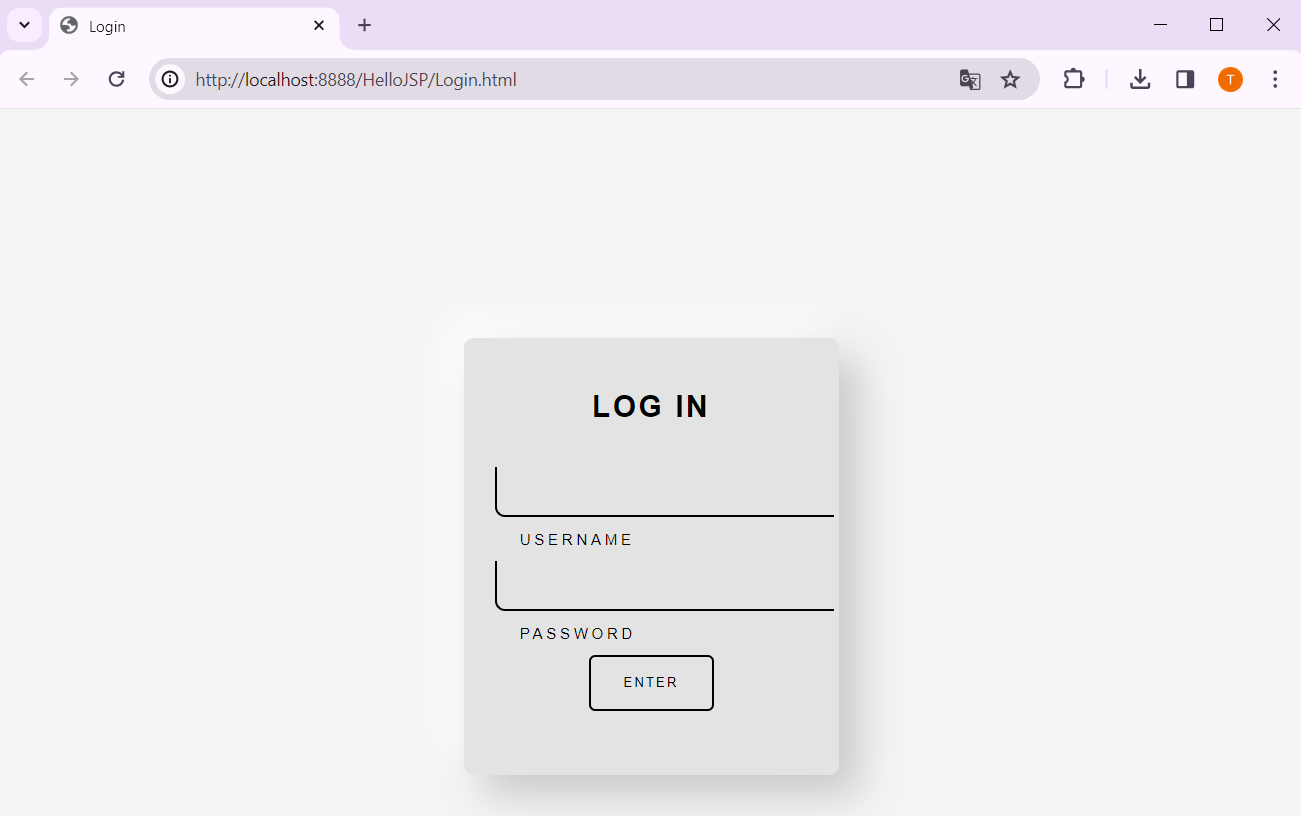 Login
http://localhost:8888/HelloJSP/Login.html
T
LOG IN
USERNAME
PASSWORD
ENTER